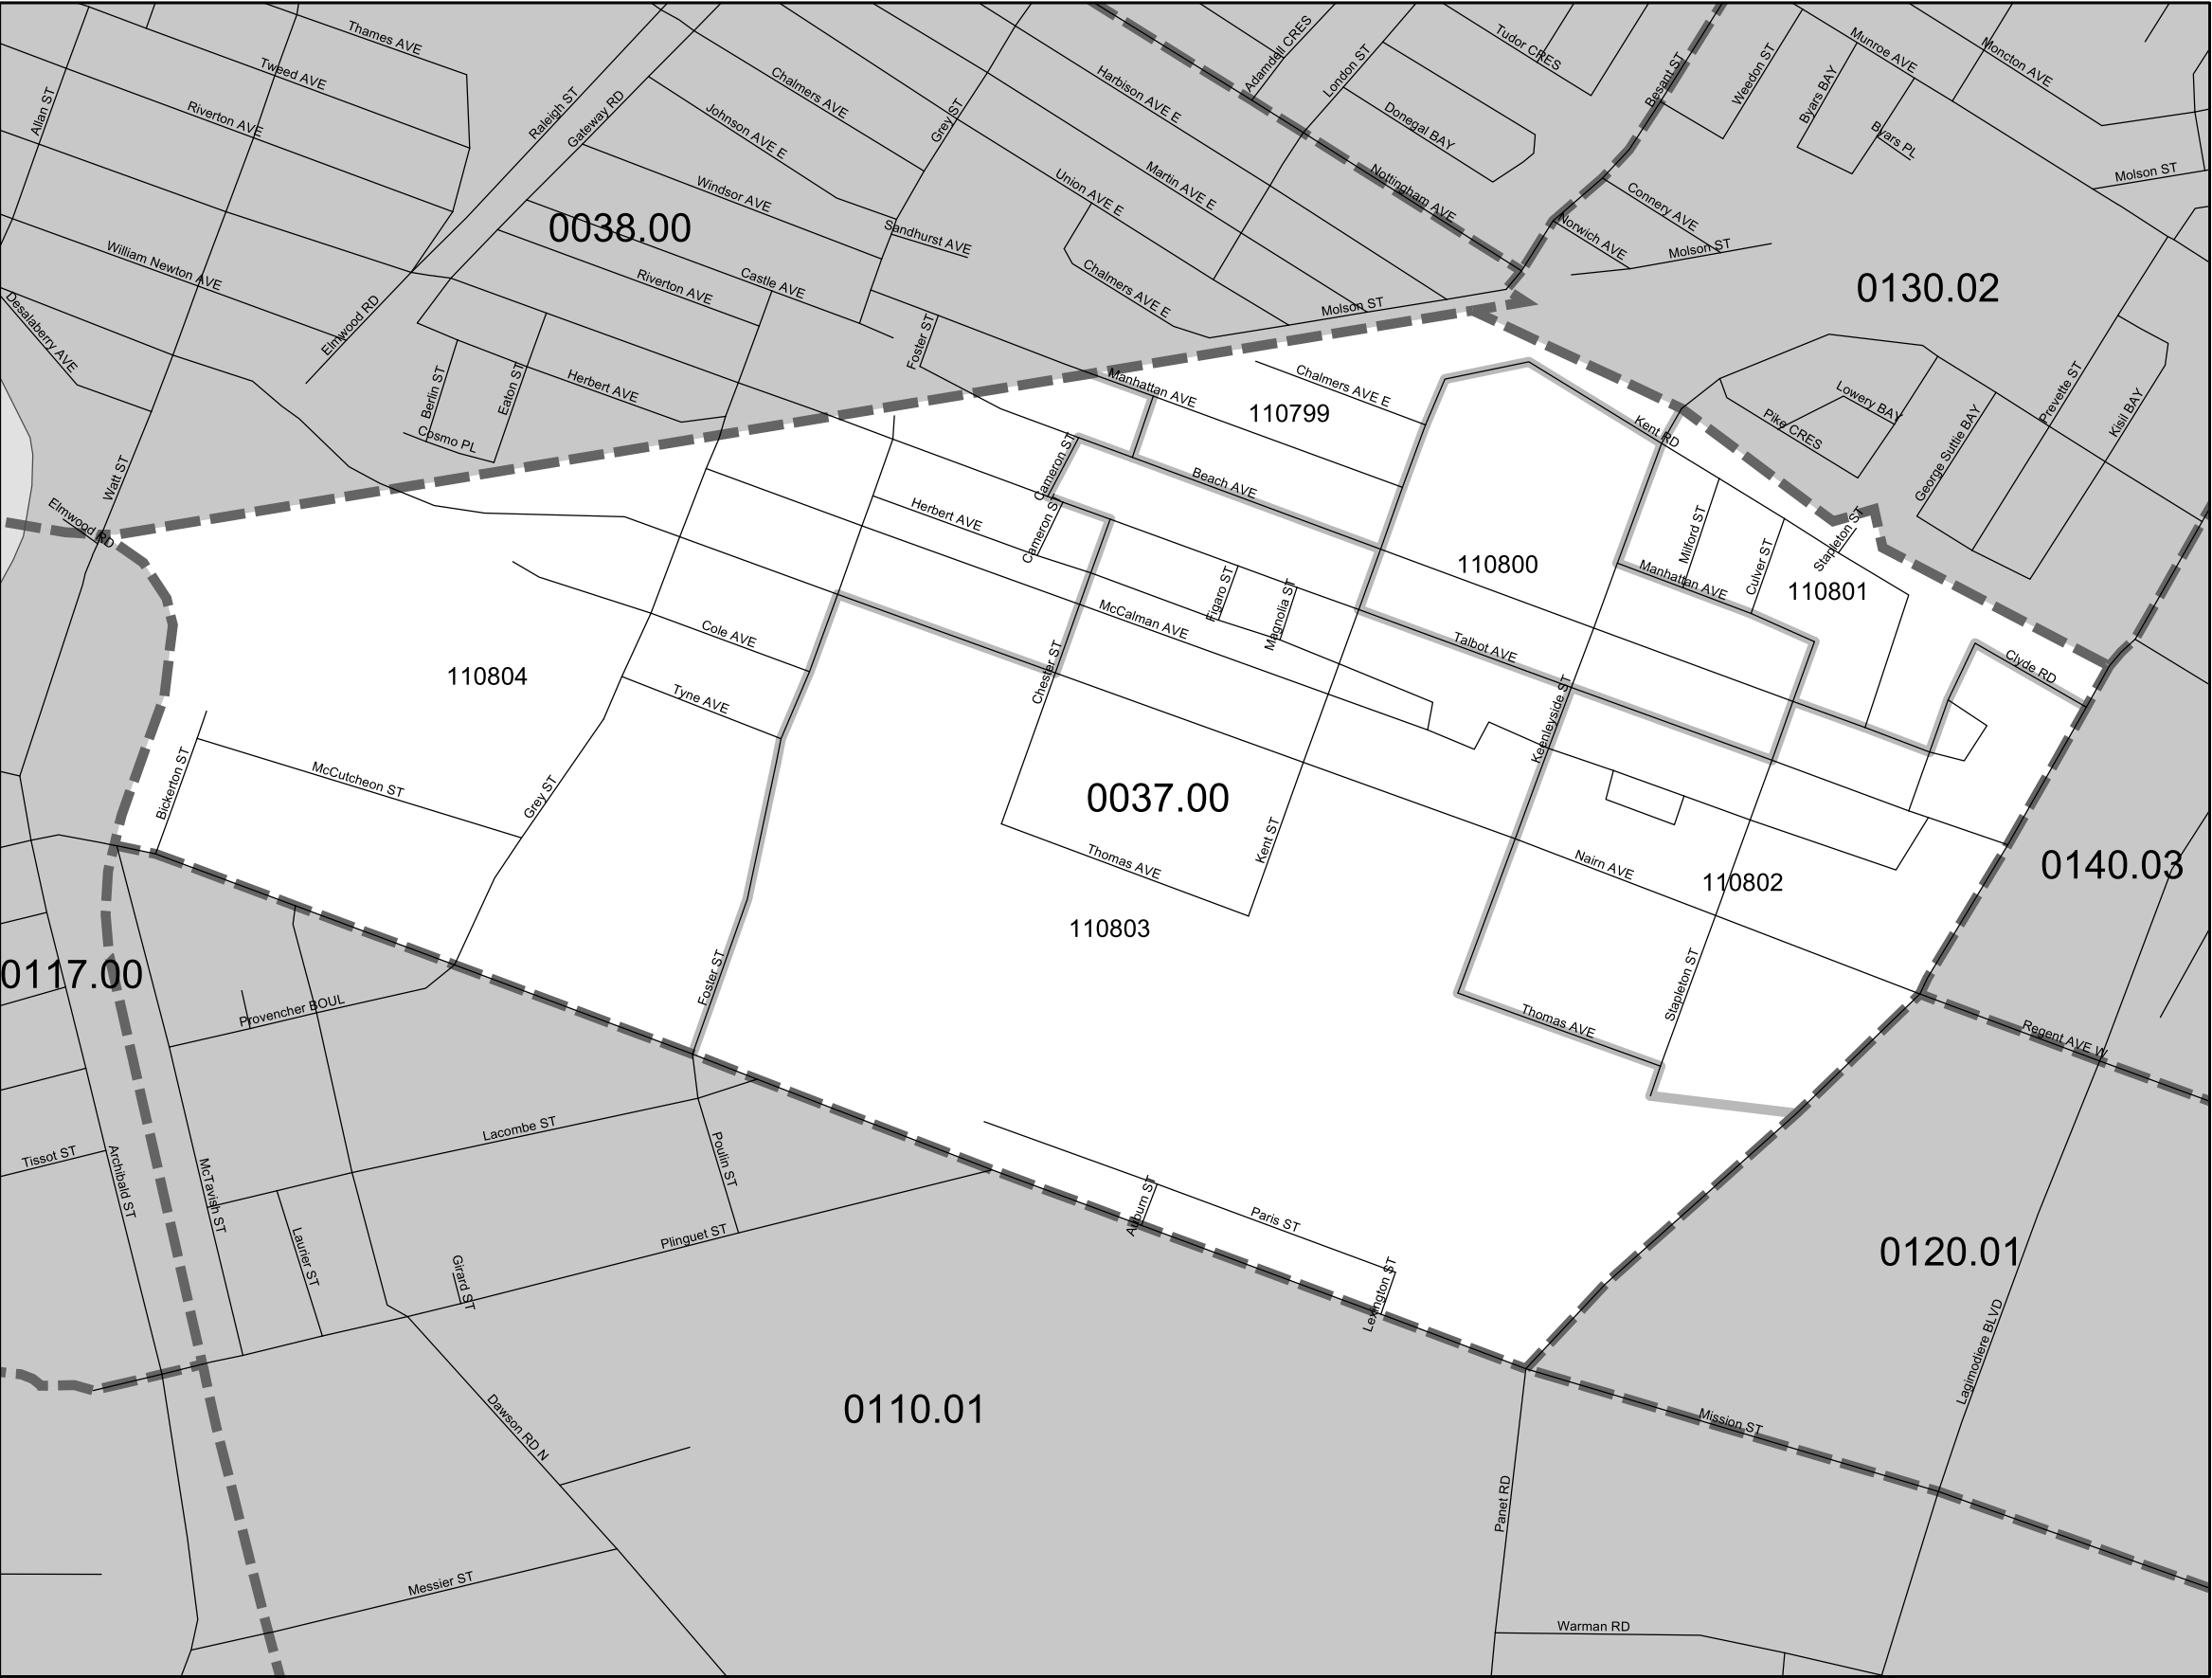 Thames AVE
Tweed AVE
Riverton AVE
Allan ST
William Newton AVE
Desalaberry AVE
Elmwood RD
Raleigh ST
Gateway RD
0038.00
Chalmers AVE
Johnson AVE E
Windsor AVE
Grey ST
Sandhurst AVE
Castle AVE
Riverton AVE
Harbison AVE E
Martin AVE E
Union AVE E
Chalmers AVE E
Molson ST
Adamdell CRES
London ST
Donegal BAY
Nottingham AVE
Tudor CRES
Besant ST
Weedon ST
Byars BAY
Byars PL
Munroe AVE
Moncton AVE
Molson ST
Connery AVE
Norwich AVE
Molson ST
0130.02
Lowery BAY
Pike CRES
George Suttie BAY
Prevette ST
Kisil BAY
Watt ST
Elmwood RD
Berlin ST
Eaton ST
Cosmo PL
Herbert AVE
Foster ST
Manhattan AVE
Chalmers AVE E
110799
Cameron ST
Cameron ST
Beach AVE
Herbert AVE
Kent RD
110800
Milford ST
Culver ST
Stapleton ST
Manhattan AVE
110801
Figaro ST
Magnolia ST
McCalman AVE
Talbot AVE
Clyde RD
Cole AVE
Tyne AVE
110804
Chester ST
Keenleyside ST
Bickerton ST
McCutcheon ST
Grey ST
0037.00
Thomas AVE
Kent ST
Nairn AVE
110802
0140.03
110803
Foster ST
Stapleton ST
Thomas AVE
Regent AVE W
0117.00
Provencher BOUL
Lacombe ST
Tissot ST
Archibald ST
McTavish ST
Poulin ST
Laurier ST
Girard ST
Plinguet ST
Auburn ST
Paris ST
Lexington ST
0120.01
Lagimodiere BLVD
0110.01
Dawson RD N
Mission ST
Panet RD
Messier ST
Warman RD